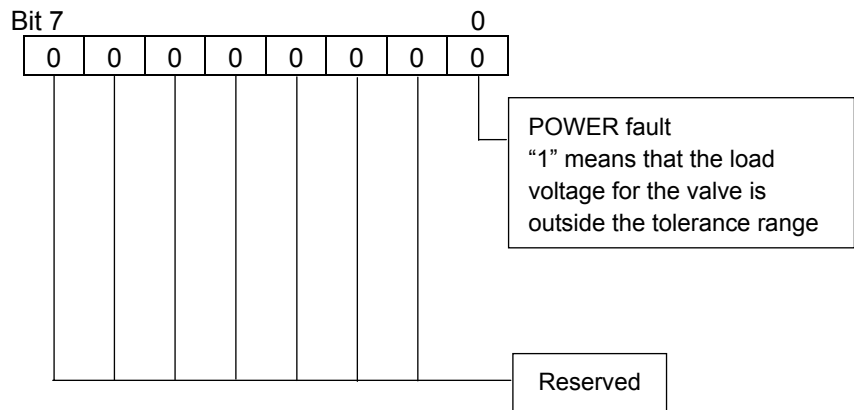 Bit 7 0
0 0 0 0 0 0 0 0
POWER fault
“1” means that the load
voltage for the valve is
outside the tolerance range
Reserved